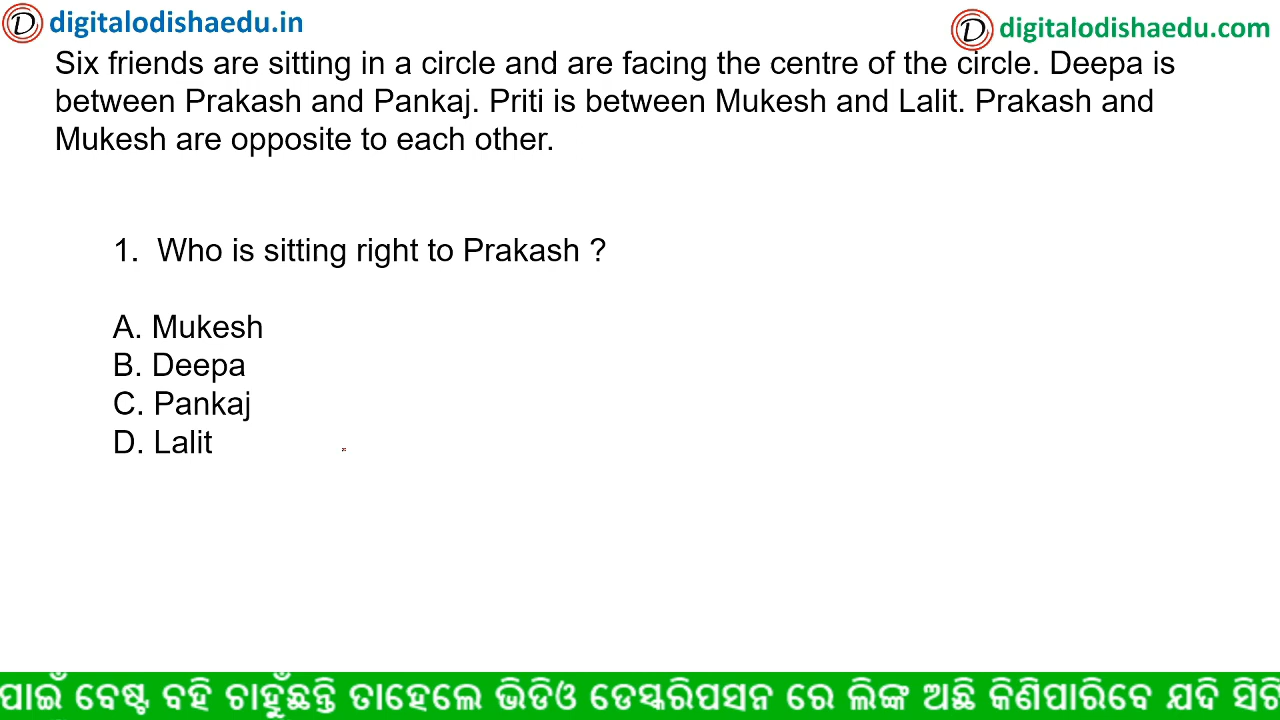 digitalodishaedu.in
digitalodishaedu.com
Six friends are sitting in a circle and are facing the centre of the circle. Deepa is
between Prakash and Pankaj. Priti is between Mukesh and Lalit. Prakash and
Mukesh are opposite to each other.
1. Who is sitting right to Prakash ?
A. Mukesh
B. Deepa
C. Pankaj
D. Lalit
ପାଇଁ ବେଷ୍ଟ ବହି ଚାହୁଁଛନ୍ତି ତାହେଲେ ଭିଡିଓ ଡେସ୍କରିପସନ ରେ ଲିଙ୍କ ଅଛି କିଣିପାରିବେ ଯଦି